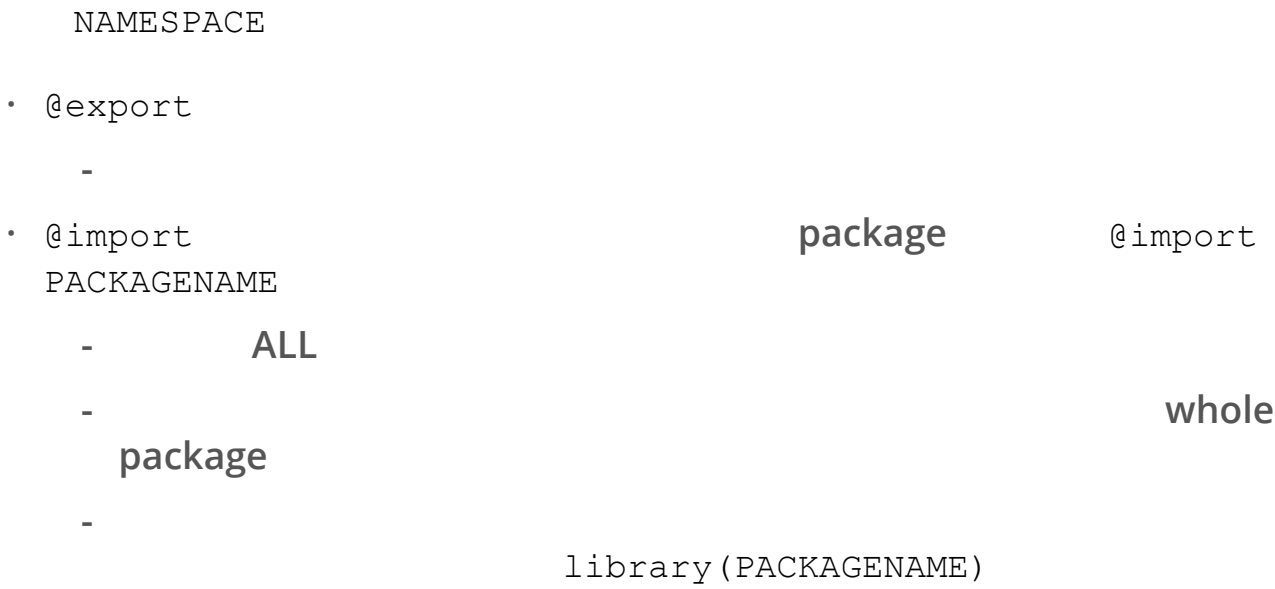 NAMESPACE
· @export
-
· @import package @import
PACKAGENAME
- ALL
- whole
package
-
library(PACKAGENAME)